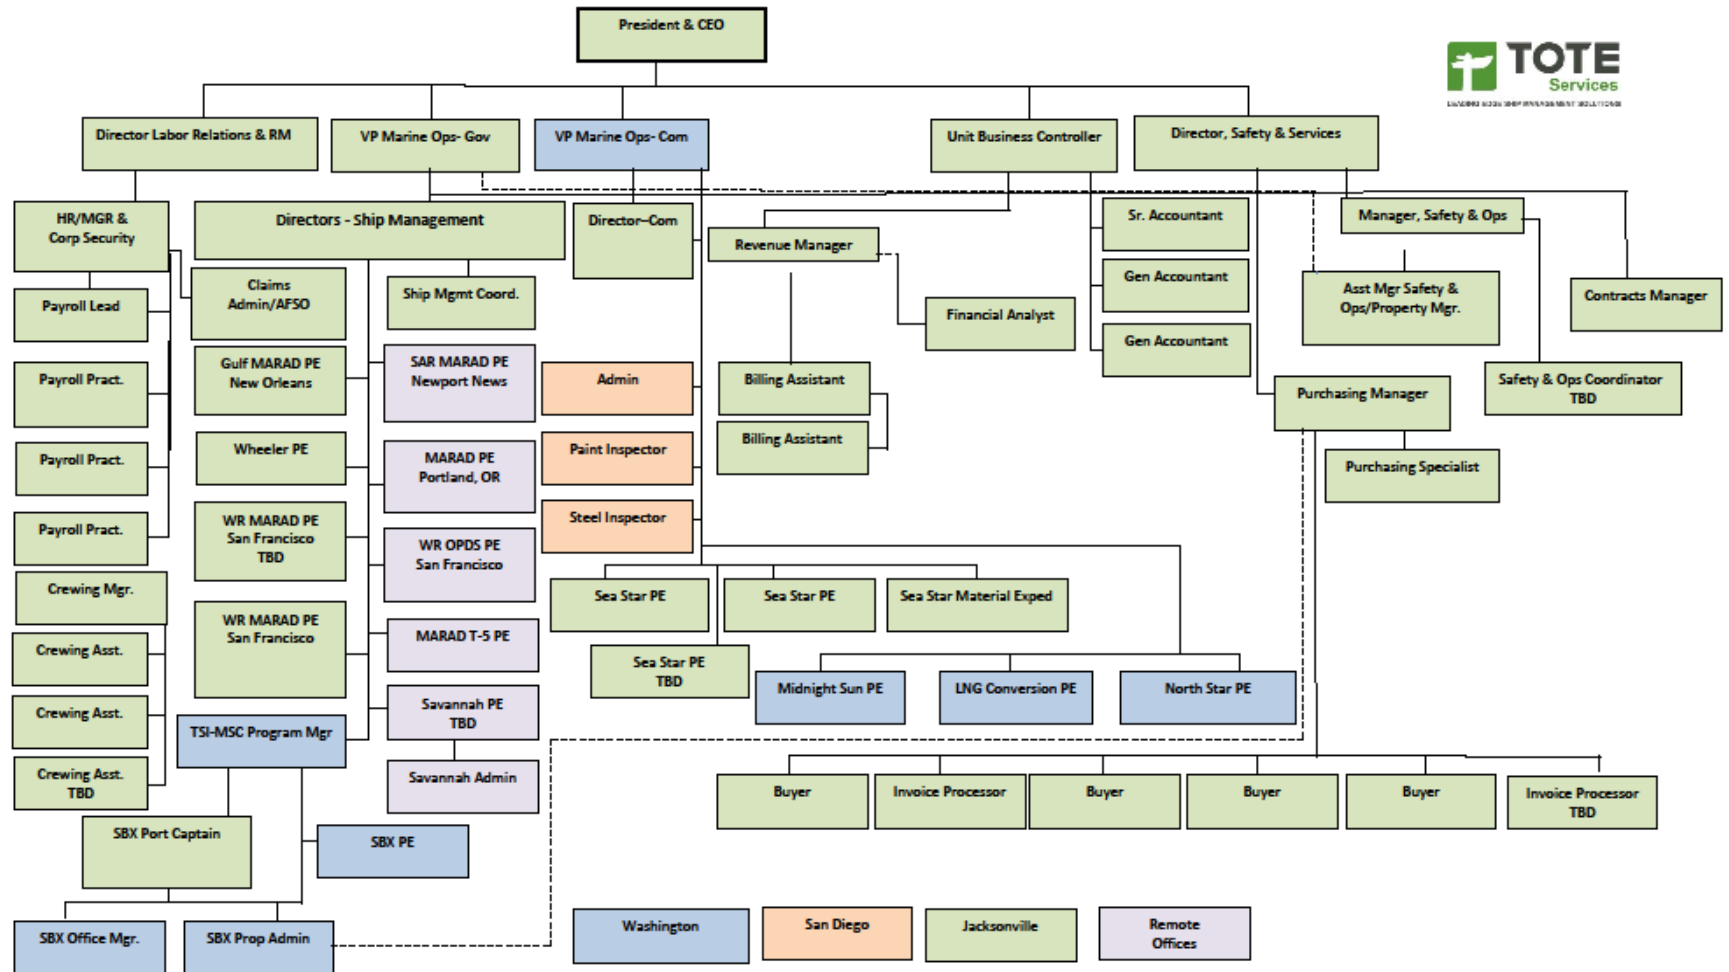 President & CEO
TOTE
Services
LEADING EDGE SHIP MANAGEMENT SOLUTIONS
Director Labor Relations & RM
VP Marine Ops- Gov
VP Marine Ops- Com
Unit Business Controller
Director, Safety & Services
HR/MGR &
Corp Security
Directors - Ship Management
Director–Com
Revenue Manager
Sr. Accountant
Manager, Safety & Ops
Payroll Lead
Claims
Admin/AFSO
Ship Mgmt Coord.
Financial Analyst
Gen Accountant
Asst Mgr Safety &
Ops/Property Mgr.
Contracts Manager
Gen Accountant
Payroll Pract.
Gulf MARAD PE
New Orleans
SAR MARAD PE
Newport News
Admin
Billing Assistant
Purchasing Manager
Safety & Ops Coordinator
TBD
Payroll Pract.
Wheeler PE
MARAD PE
Portland, OR
Paint Inspector
Billing Assistant
Purchasing Specialist
Payroll Pract.
WR MARAD PE
San Francisco
TBD
WR OPDS PE
San Francisco
Steel Inspector
Crewing Mgr.
WR MARAD PE
San Francisco
Sea Star PE
Sea Star PE
Sea Star Material Exped
Crewing Asst.
MARAD T-5 PE
Sea Star PE
TBD
Midnight Sun PE
LNG Conversion PE
North Star PE
Crewing Asst.
TSI-MSC Program Mgr
Savannah PE
TBD
Crewing Asst.
TBD
Savannah Admin
Buyer
Invoice Processor
Buyer
Buyer
Buyer
Invoice Processor
TBD
SBX Port Captain
SBX PE
SBX Office Mgr.
SBX Prop Admin
Washington
San Diego
Jacksonville
Remote
Offices